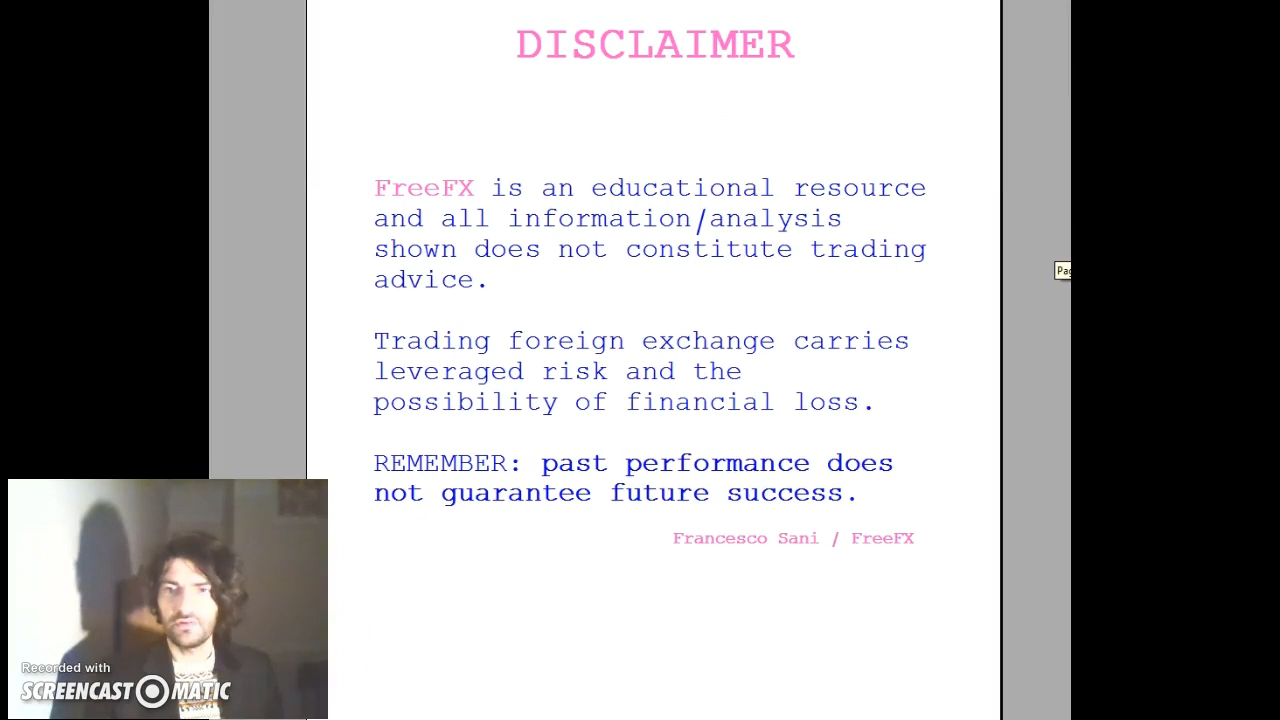 DISCLAIMER
FreeFX is an educational resource
and all information/analysis
shown does not constitute trading
advice.
Trading foreign exchange carries
leveraged risk and the
possibility of financial loss.
REMEMBER: past performance does
not guarantee future success.
Francesco Sani / FreeFX
Pag
Recorded with
SCREENCAST MATIC